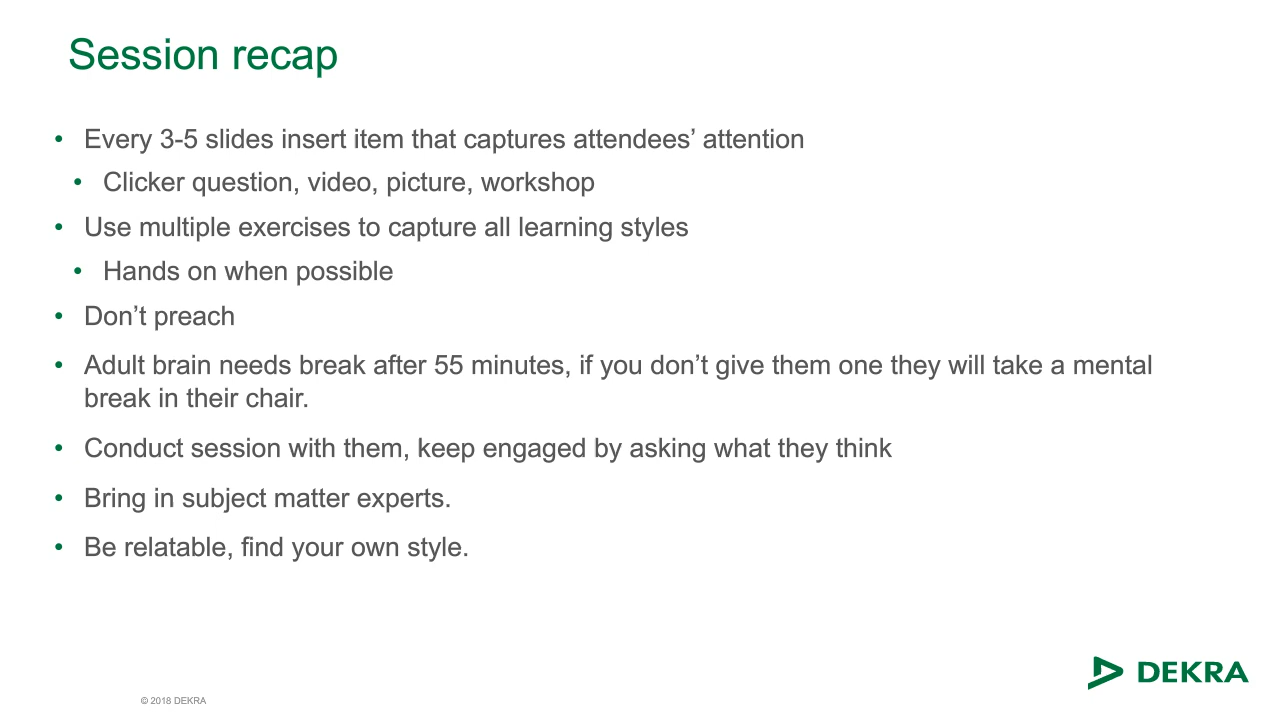 Session recap
• Every 3-5 slides insert item that captures attendees’ attention
• Clicker question, video, picture, workshop
• Use multiple exercises to capture all learning styles
• Hands on when possible
• Don’t preach
• Adult brain needs break after 55 minutes, if you don’t give them one they will take a mental
break in their chair.
• Conduct session with them, keep engaged by asking what they think
• Bring in subject matter experts.
• Be relatable, find your own style.
DEKRA
© 2018 DEKRA